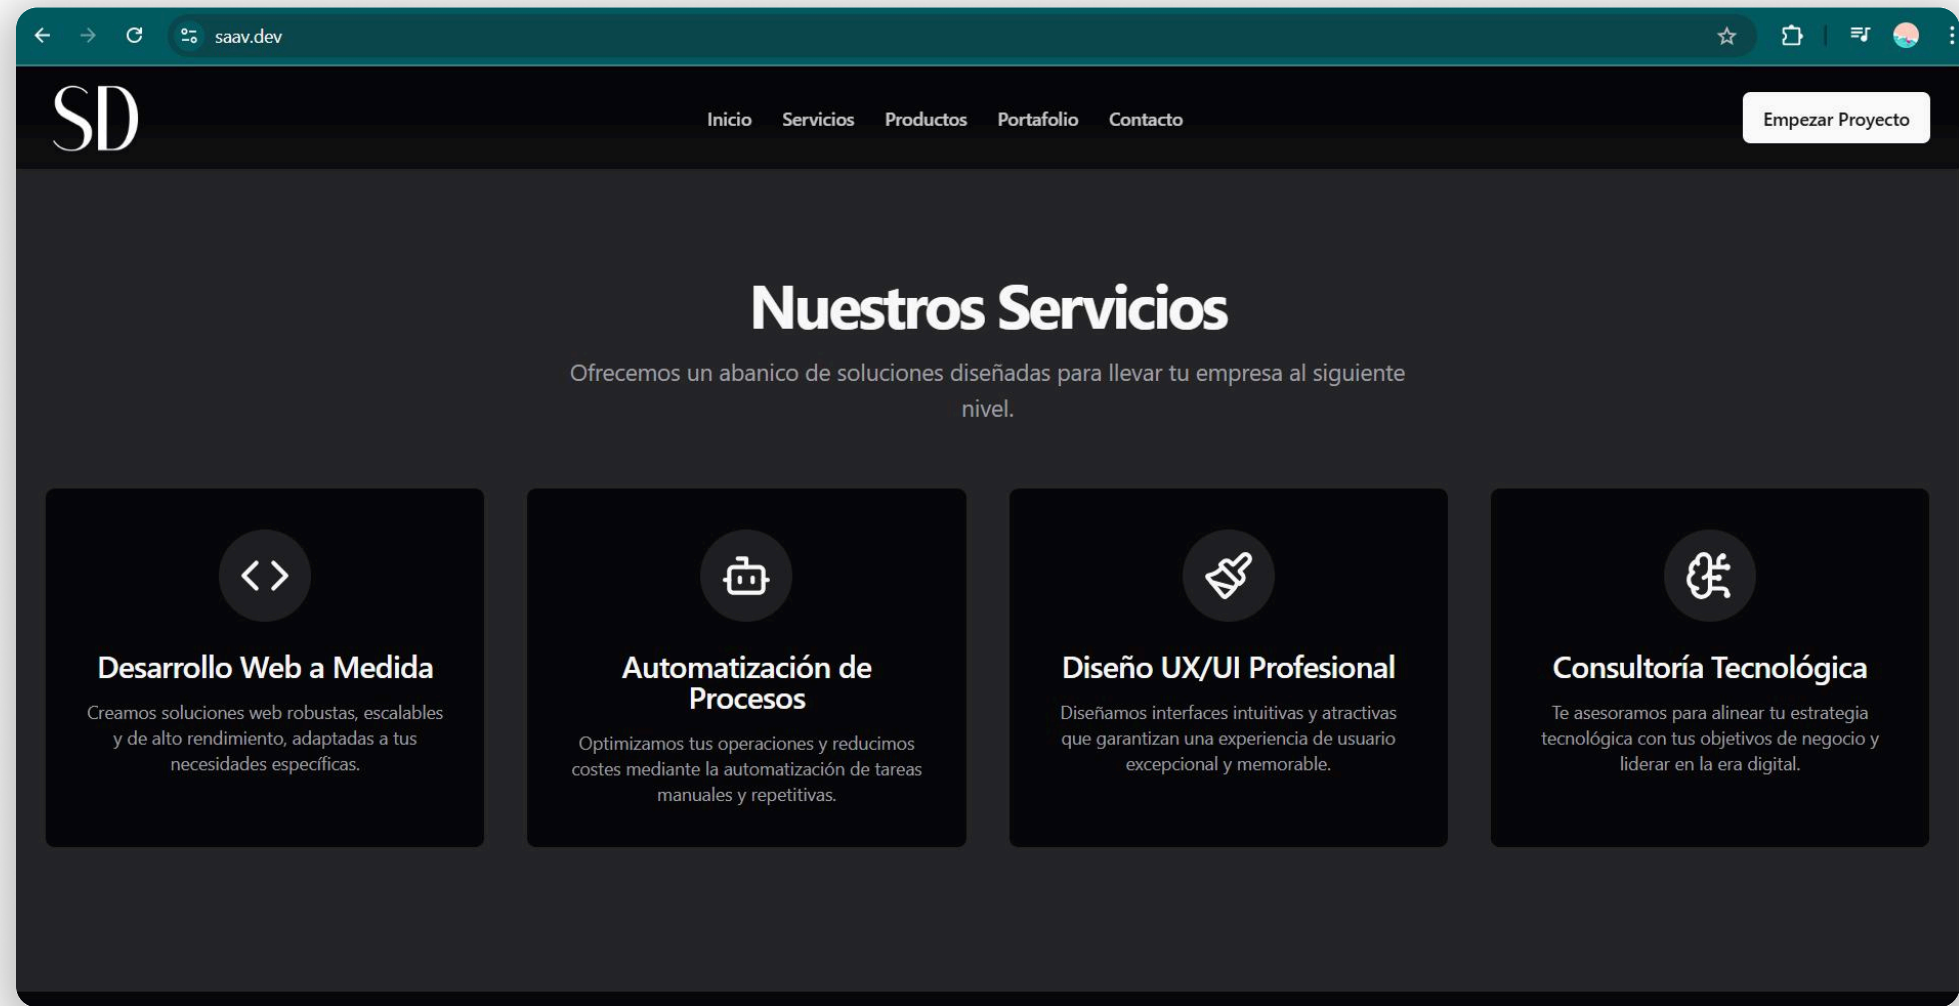 saav.dev
SD
Inicio Servicios Productos Portafolio Contacto
Empezar Proyecto
Nuestros Servicios
Ofrecemos un abanico de soluciones diseñadas para llevar tu empresa al siguiente
nivel.
Desarrollo Web a Medida
Creamos soluciones web robustas, escalables
y de alto rendimiento, adaptadas a tus
necesidades específicas.
Automatización de
Procesos
Optimizamos tus operaciones y reducimos
costes mediante la automatización de tareas
manuales y repetitivas.
Diseño UX/UI Profesional
Diseñamos interfaces intuitivas y atractivas
que garantizan una experiencia de usuario
excepcional y memorable.
Consultoría Tecnológica
Te asesoramos para alinear tu estrategia
tecnológica con tus objetivos de negocio y
liderar en la era digital.